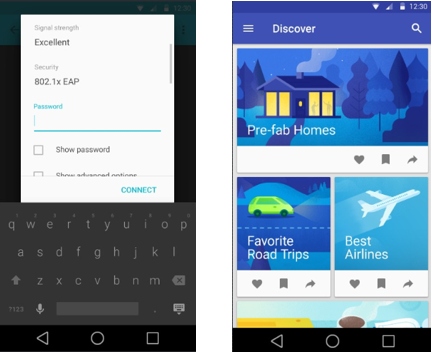 Signal strength
Excellent
Security
802.1x EAP
Password
Show password
Show advanced options
CONNECT
q w e r t y u i o p
a s d f g h j k l
z x c v b n m
?123
.
12:30
Discover
Pre-fab Homes
Favorite
Road Trips
Best
Airlines